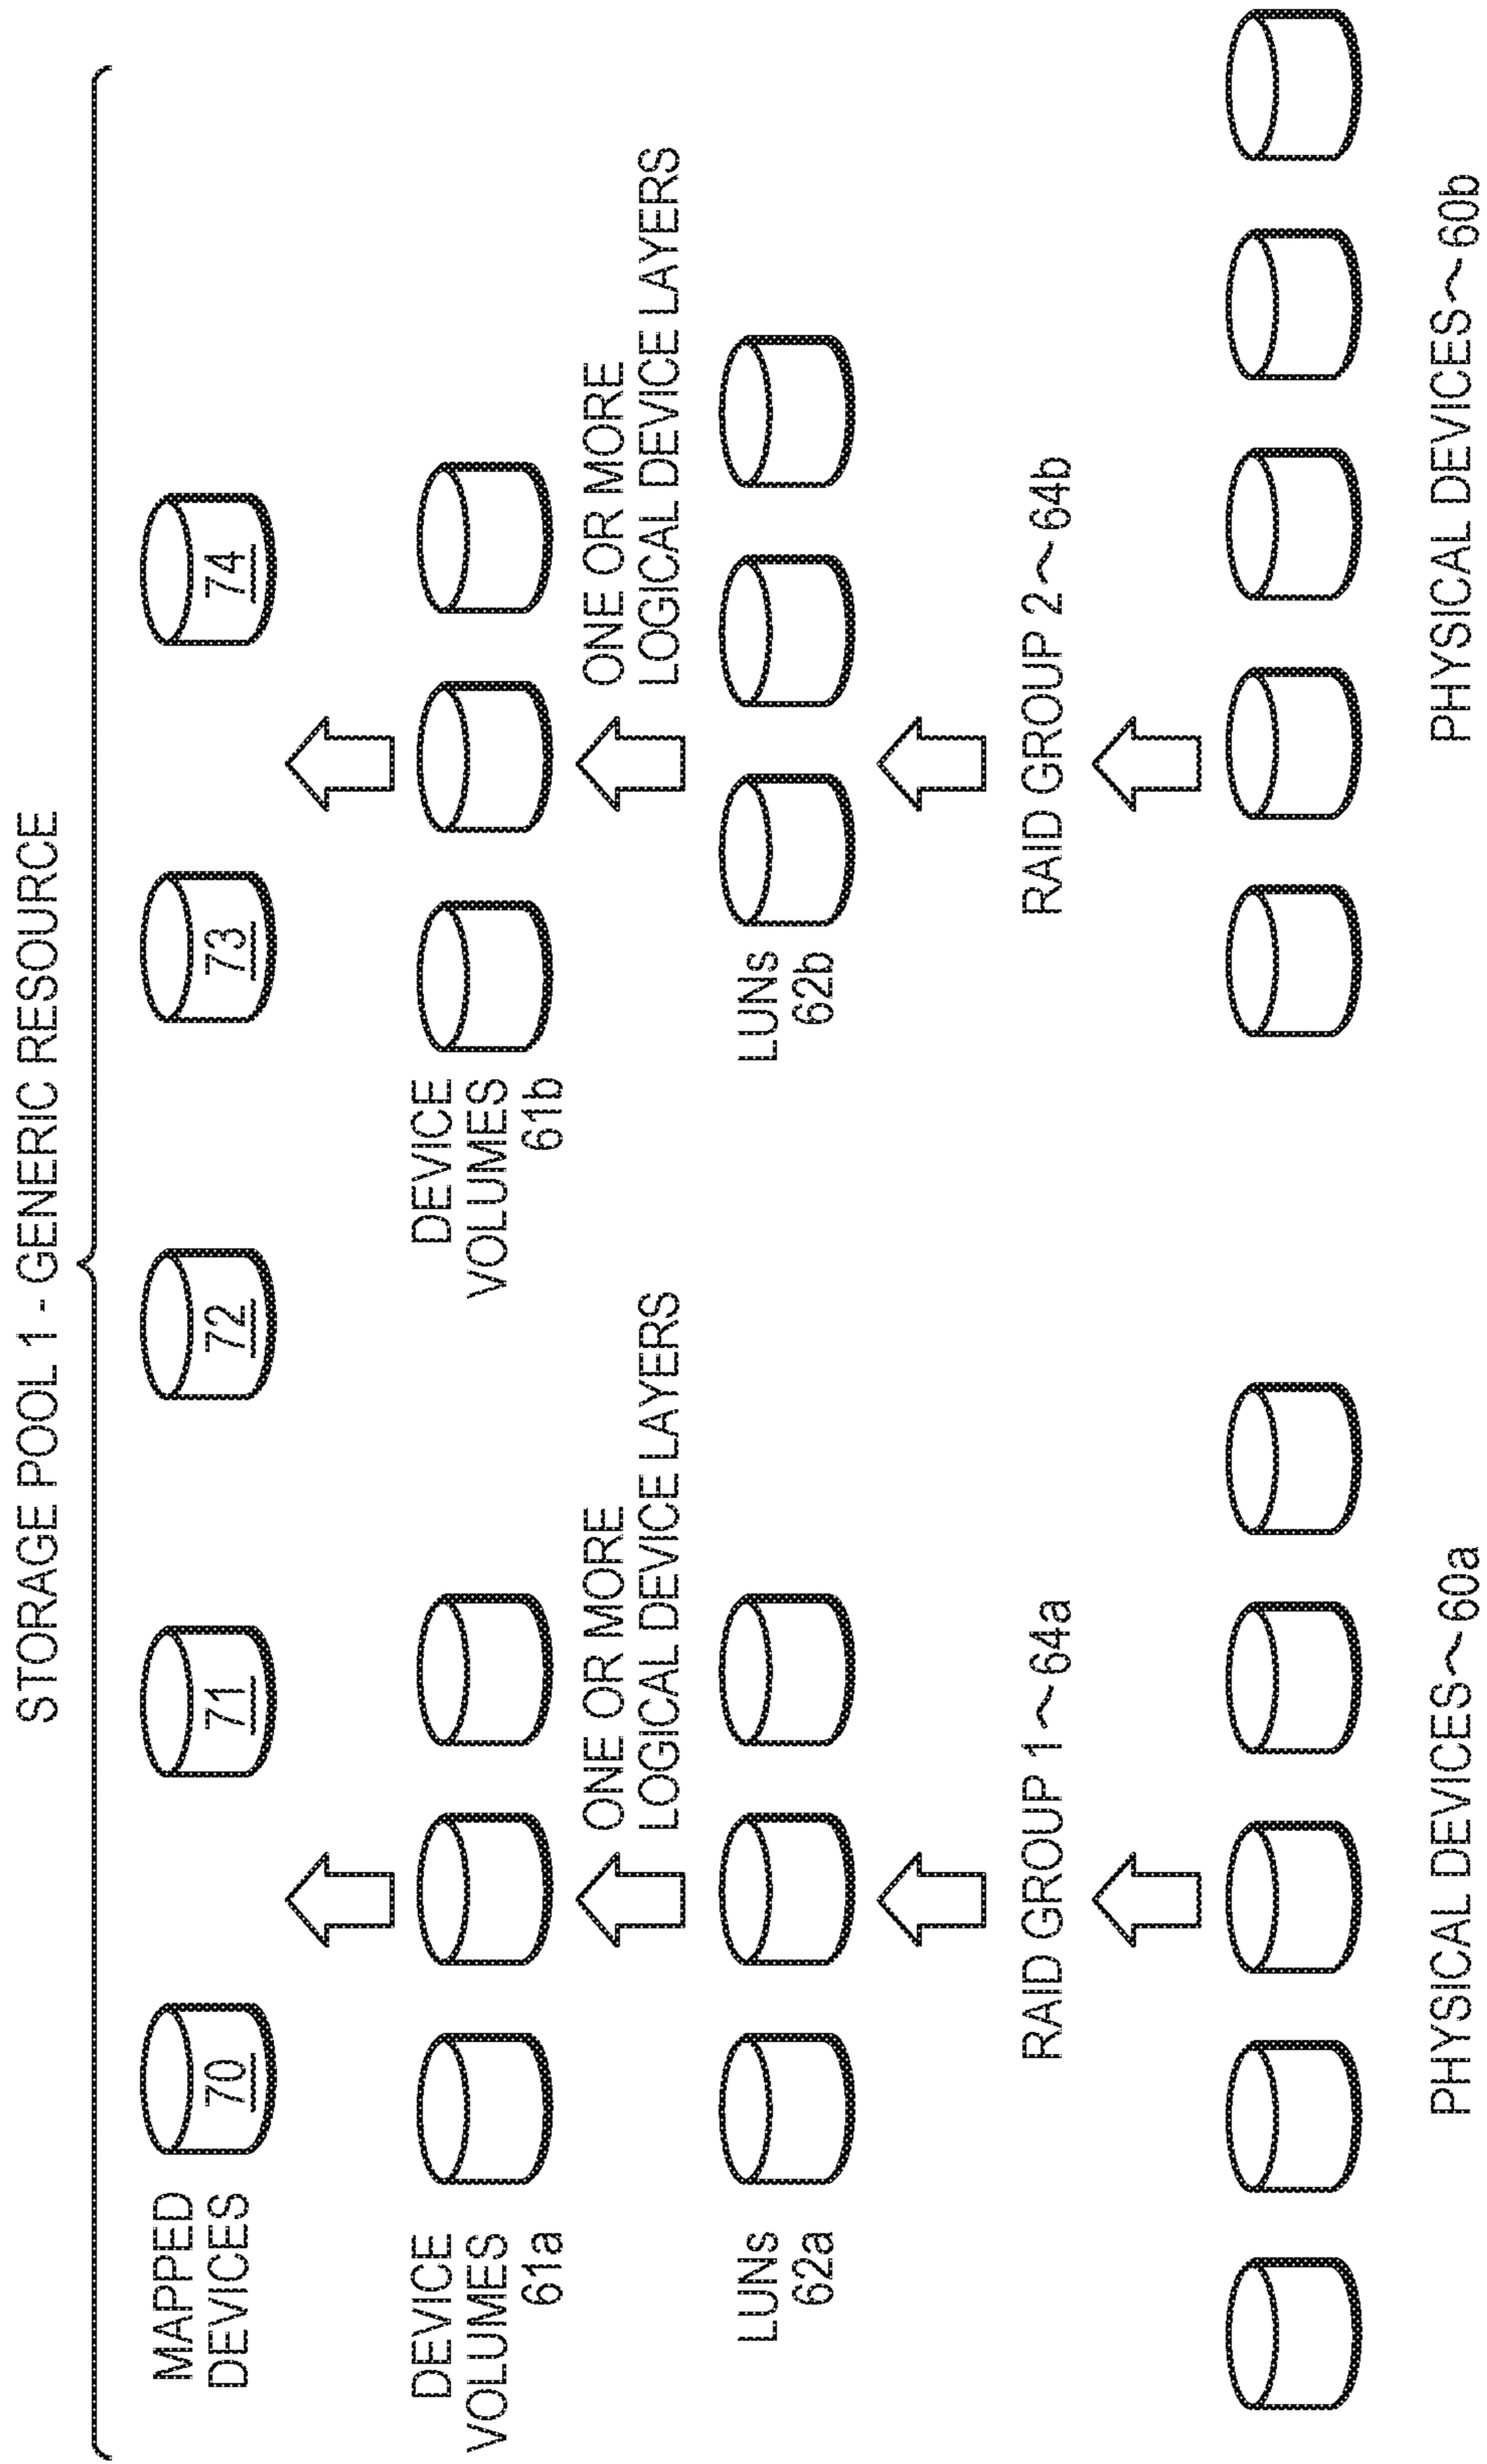 STORAGE POOL 1 - GENERIC RESOURCE
MAPPED
DEVICES
70
71
72
73
74
DEVICE
VOLUMES
61a
DEVICE
VOLUMES
61b
ONE OR MORE
LOGICAL DEVICE LAYERS
ONE OR MORE
LOGICAL DEVICE LAYERS
LUNs
62a
LUNs
62b
RAID GROUP 1~64a
RAID GROUP 2~64b
PHYSICAL DEVICES~60a
PHYSICAL DEVICES~60b